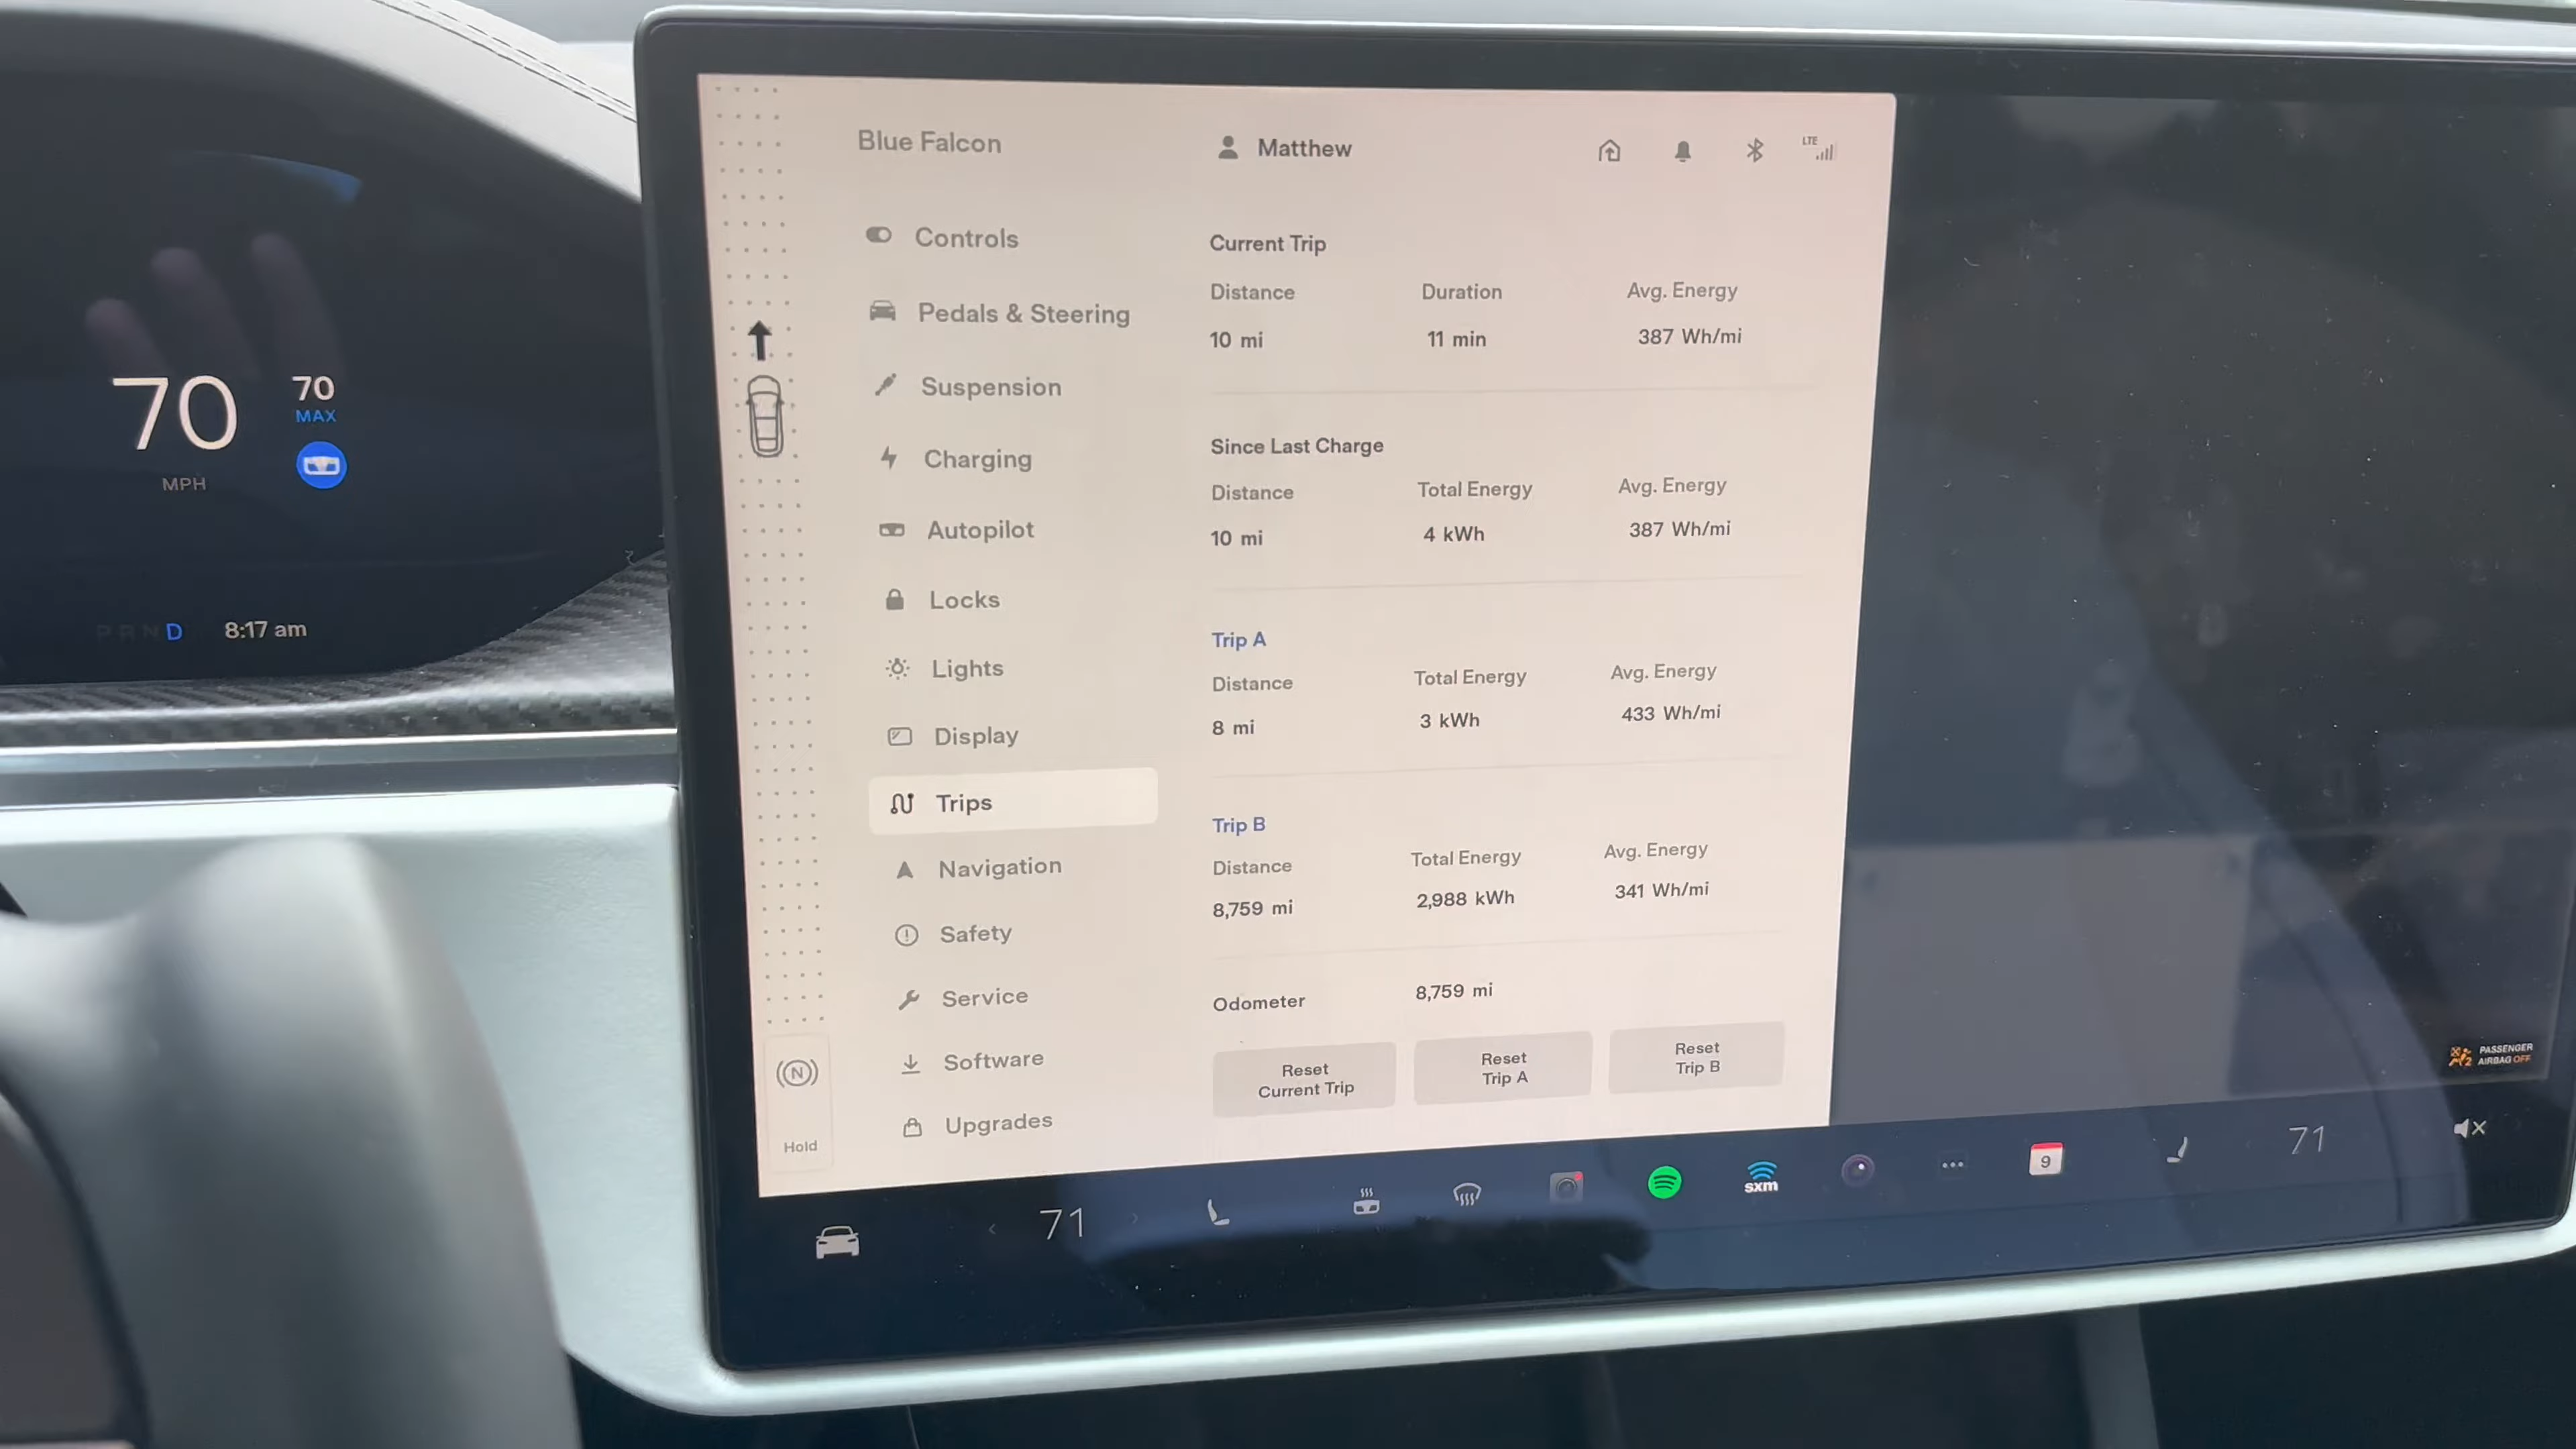 70
MPH
70
MAX
P R N D
8:17 am
Blue Falcon
Matthew
LTE
Controls
Pedals & Steering
Suspension
Charging
Autopilot
Locks
Lights
Display
Trips
Navigation
Safety
Service
Software
Upgrades
Current Trip
Distance Duration Avg. Energy
10 mi 11 min 387 Wh/mi
Since Last Charge
Distance Total Energy Avg. Energy
10 mi 4 kWh 387 Wh/mi
Trip A
Distance Total Energy Avg. Energy
8 mi 3 kWh 433 Wh/mi
Trip B
Distance Total Energy Avg. Energy
8,759 mi 2,988 kWh 341 Wh/mi
Odometer 8,759 mi
Reset
Current Trip
Reset
Trip A
Reset
Trip B
N
Hold
PASSENGER
AIRBAG OFF
71
sxm
9
71